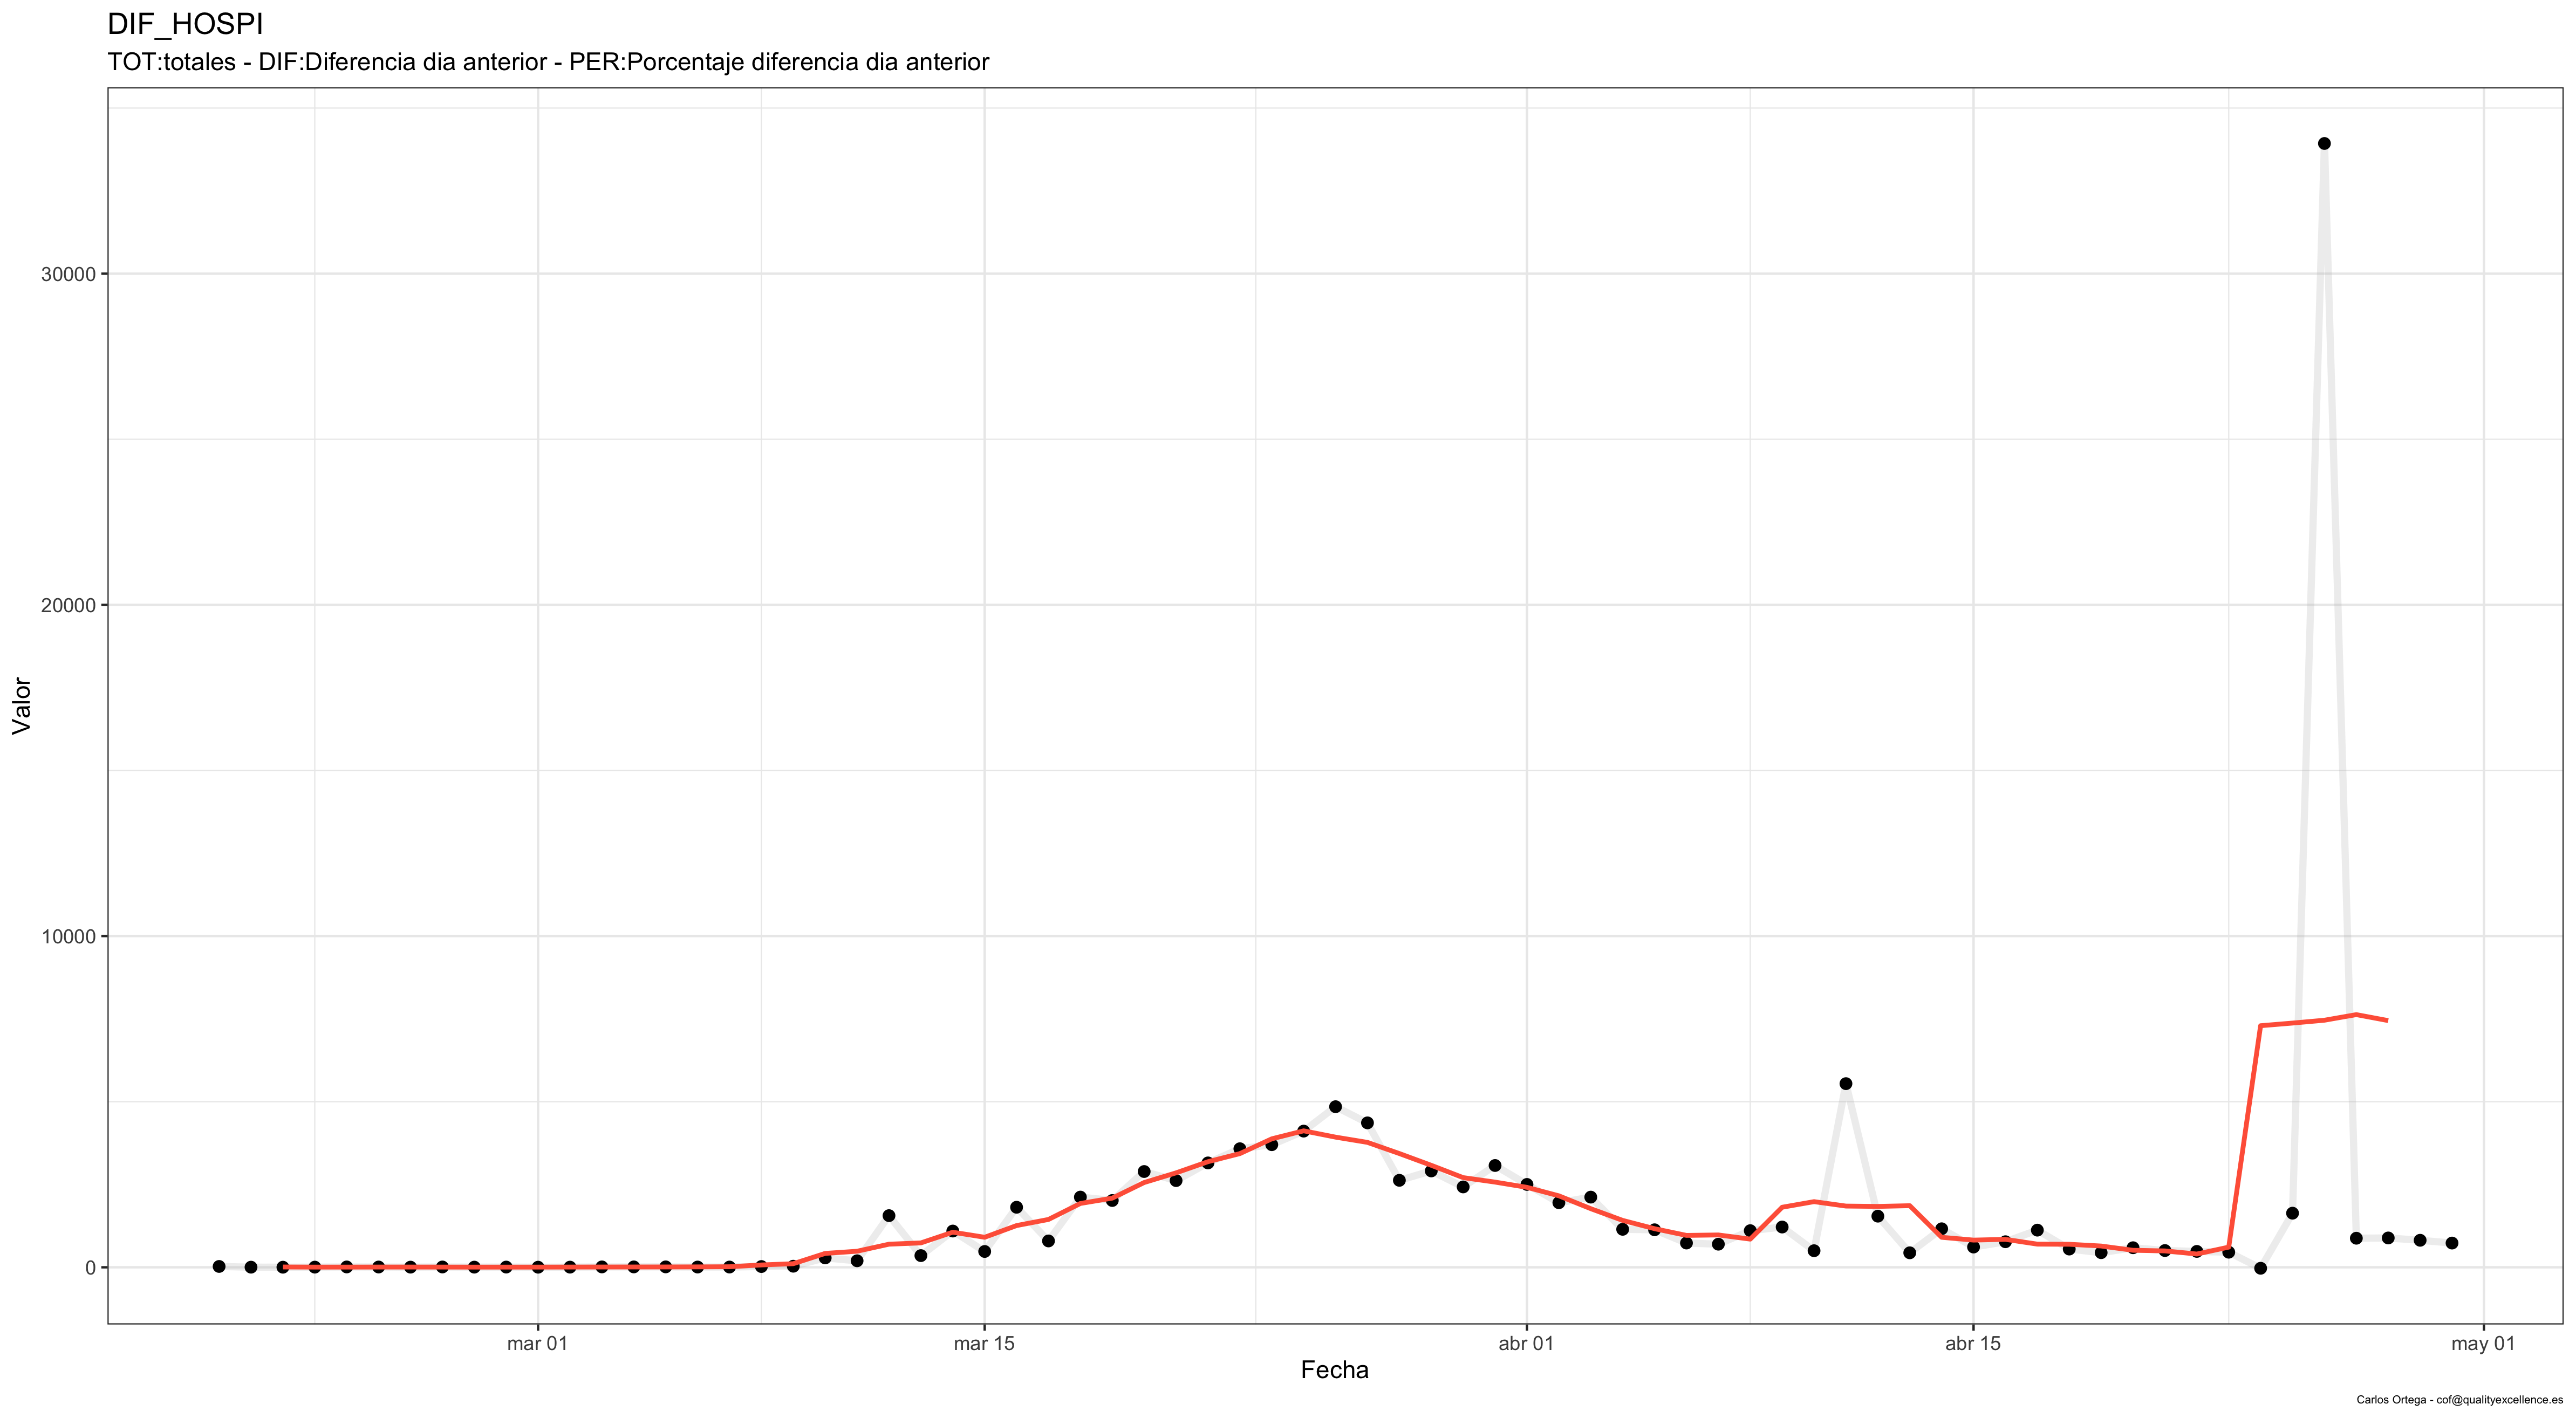 DIF_HOSPI
TOT:totales - DIF:Diferencia dia anterior - PER:Porcentaje diferencia dia anterior
Valor
30000
20000
10000
0
mar 01
mar 15
abr 01
abr 15
may 01
Fecha
Carlos Ortega - cof@qualityexcellence.es